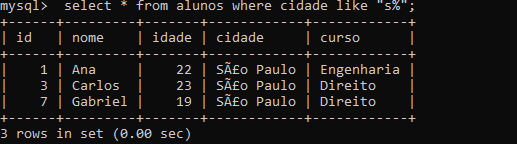 mysql>  select * from alunos where cidade like "s%";
+----+---------+-------+------------+------------+
| id | nome    | idade | cidade     | curso      |
+----+---------+-------+------------+------------+
|  1 | Ana     |    22 | SÃ£o Paulo | Engenharia |
|  3 | Carlos  |    23 | SÃ£o Paulo | Direito    |
|  7 | Gabriel |    19 | SÃ£o Paulo | Direito    |
+----+---------+-------+------------+------------+
3 rows in set (0.00 sec)